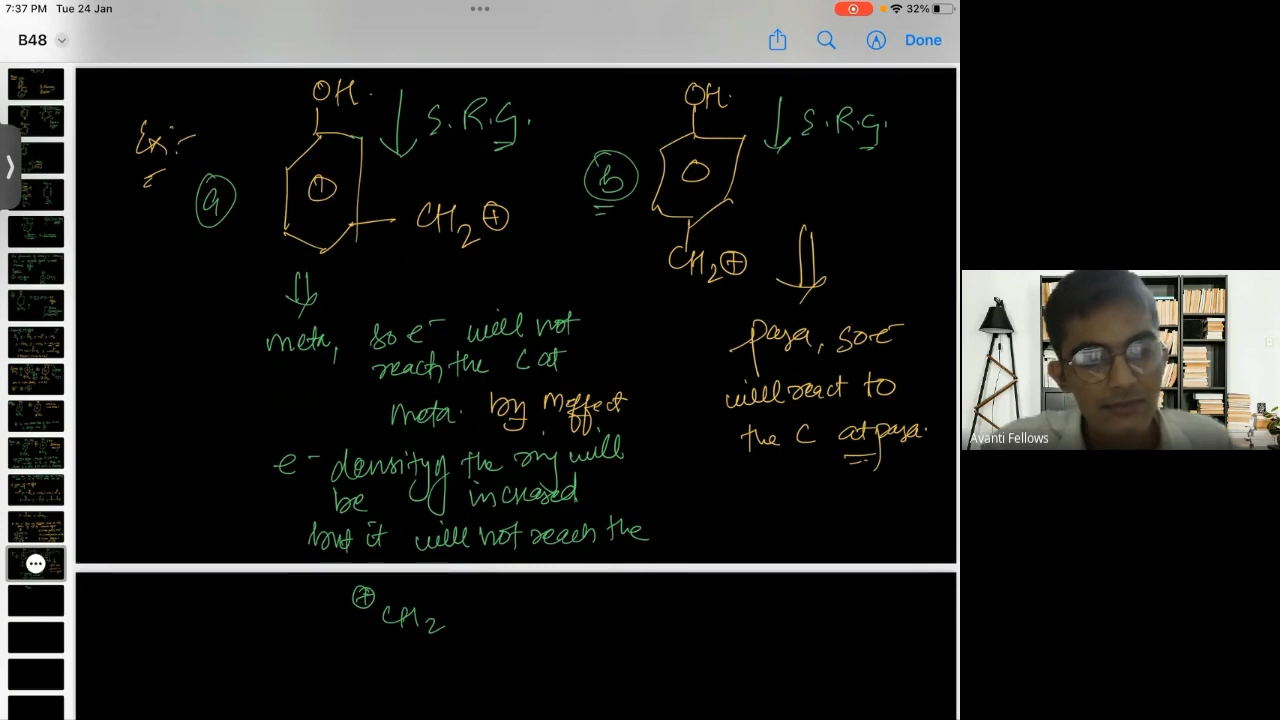 7:37 PM Tue 24 Jan
32%
B48
Done
Ex:-
a
OH
S.R.G.
CH2 +
b
OH
S.R.G.
CH2 +
meta, so e- will not
reach the C at
meta. by M effect
e- density of the ring will
be increased
but it will not reach the
+
CH2
para, so e-
will react to
the C at para.
Avanti Fellows